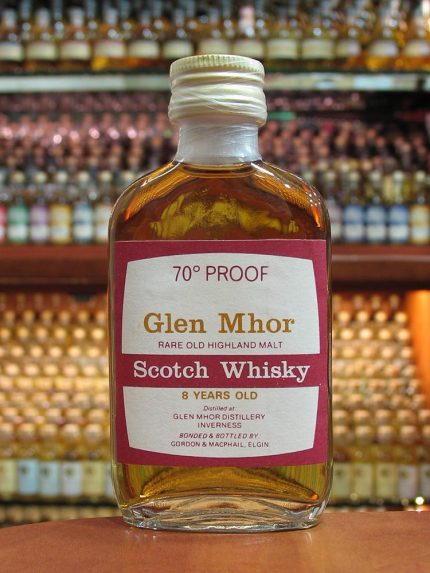 70° PROOF
Glen Mhor
RARE OLD HIGHLAND MALT
Scotch Whisky
8 YEARS OLD
Distilled at
GLEN MHOR DISTILLERY
INVERNESS
BONDED & BOTTLED BY
GORDON & MACPHAIL, ELGIN.